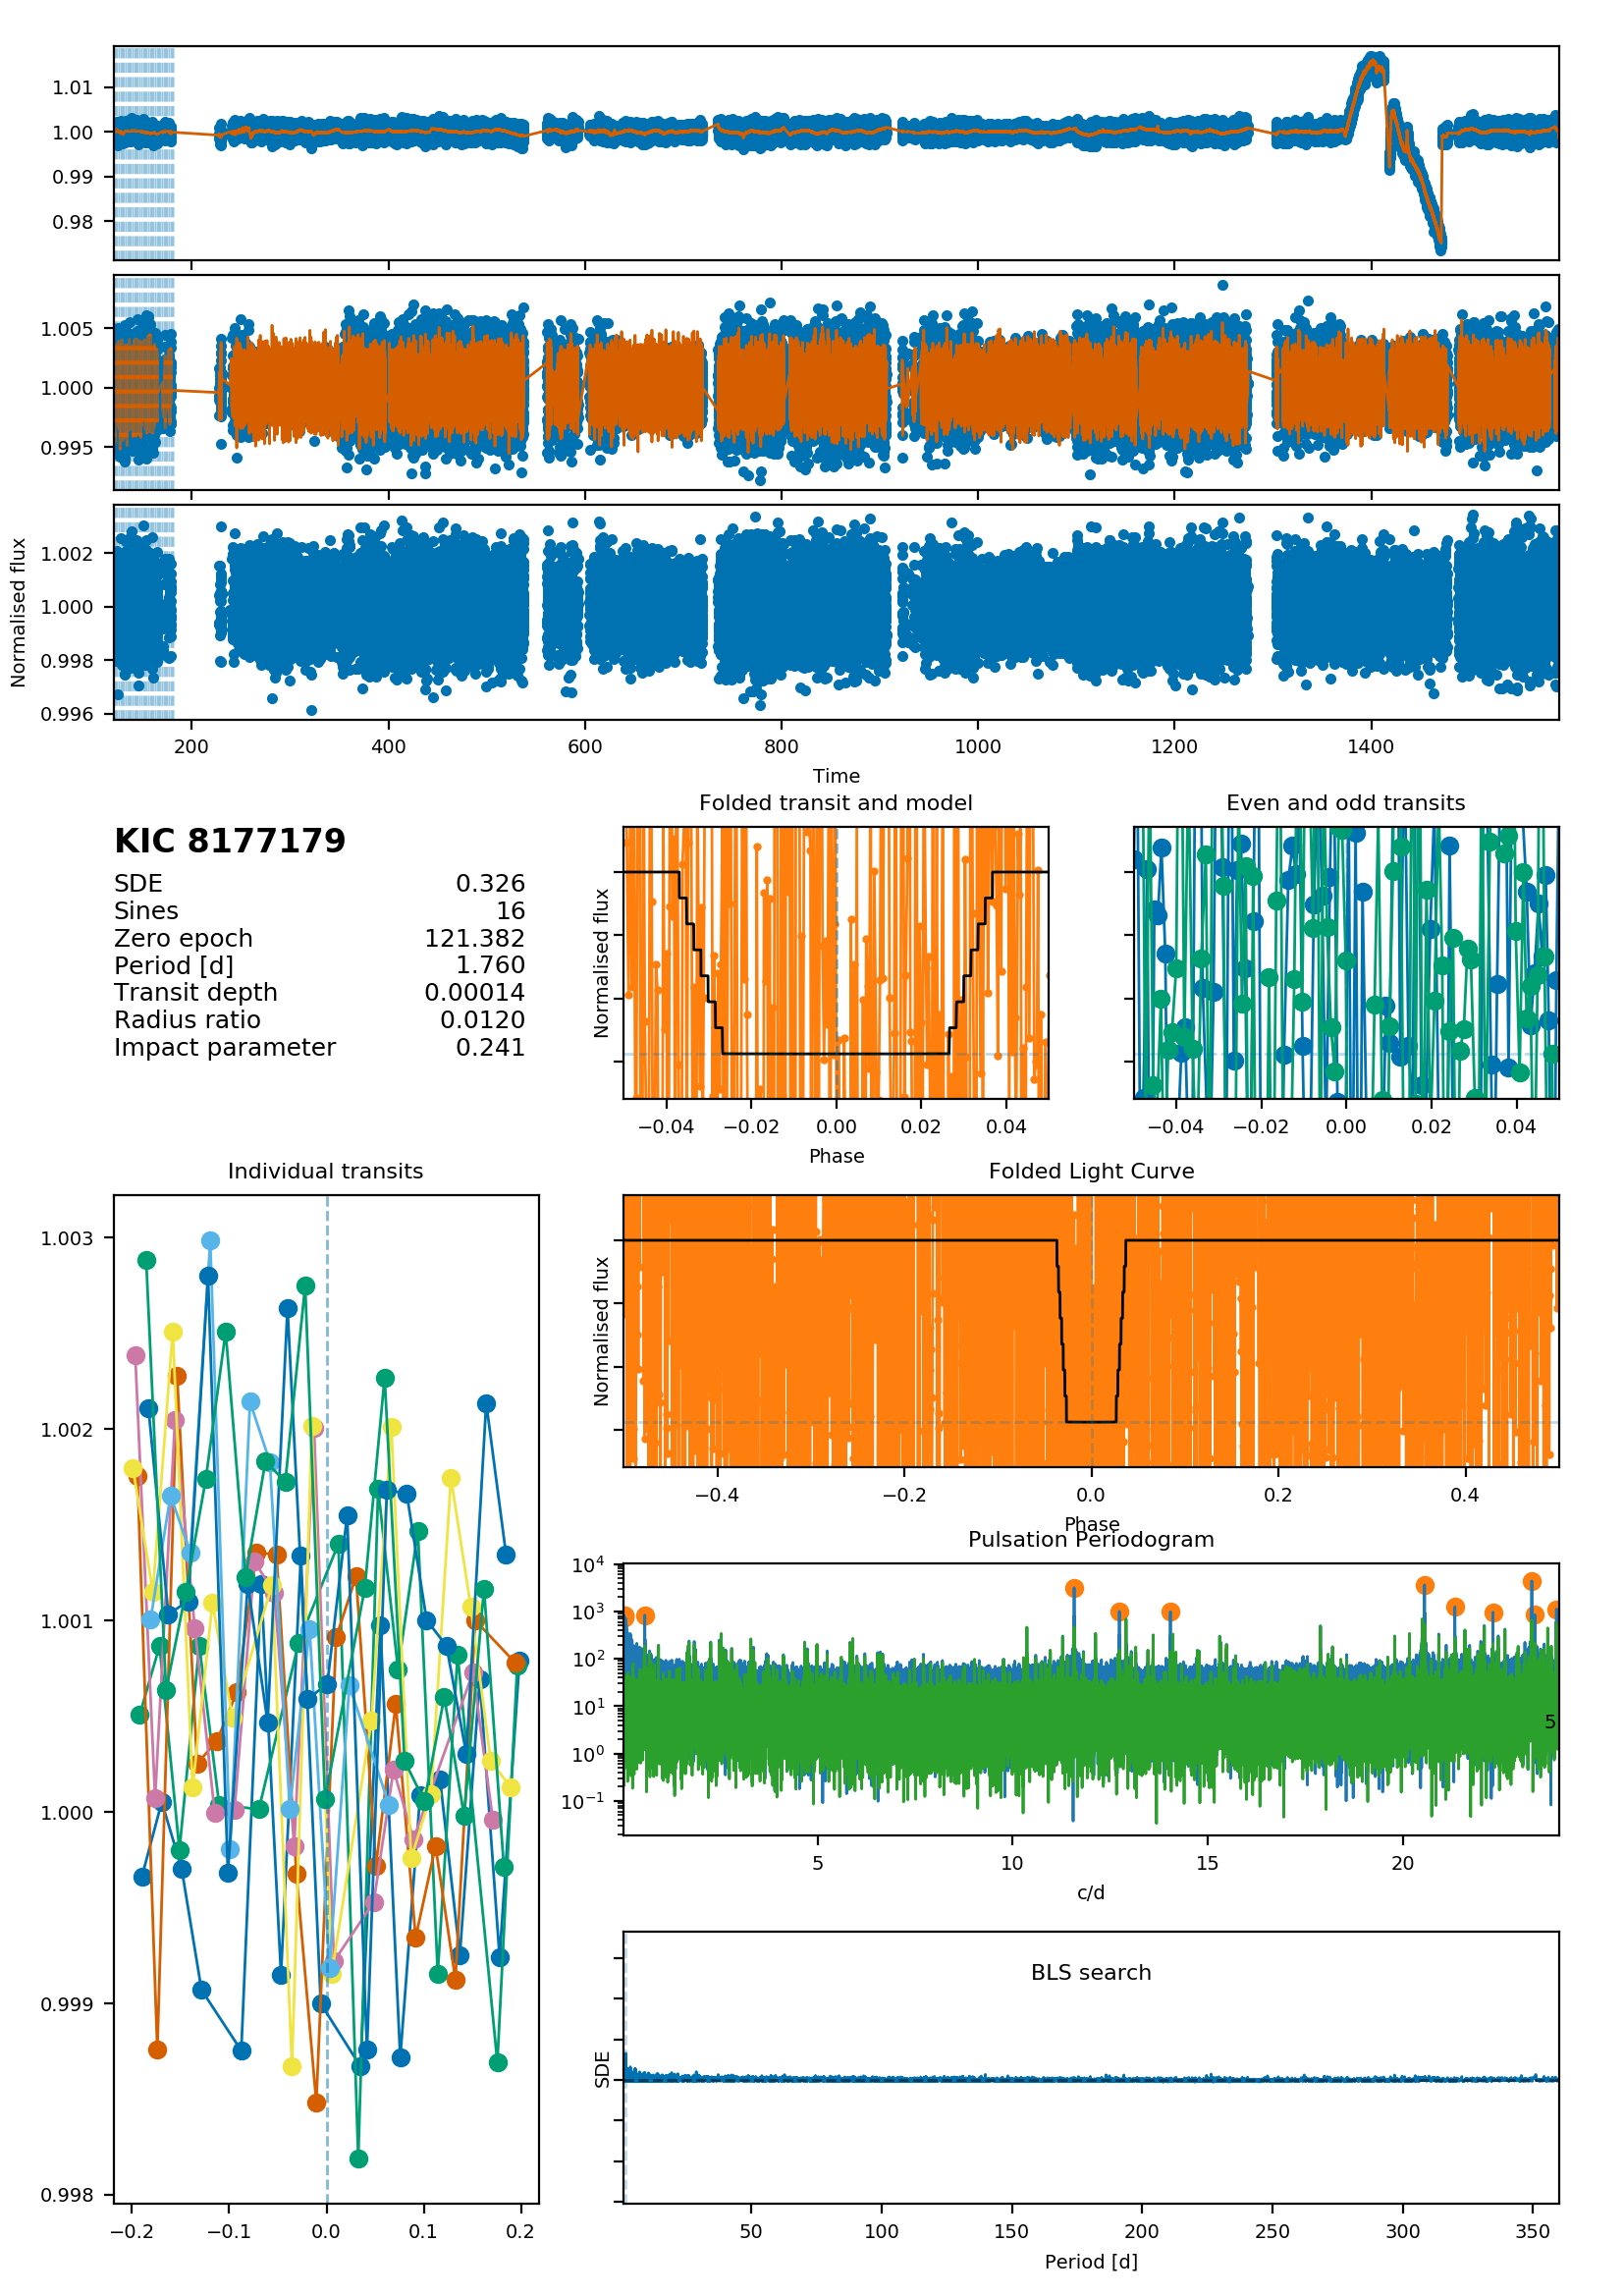 1.01
1.00
0.99
0.98
1.005
1.000
0.995
Normalised flux
1.002
1.000
0.998
0.996
200 400 600 800 1000 1200 1400
Time
KIC 8177179
SDE 0.326
Sines 16
Zero epoch 121.382
Period [d] 1.760
Transit depth 0.00014
Radius ratio 0.0120
Impact parameter 0.241
Folded transit and model
Normalised flux
−0.04 −0.02 0.00 0.02 0.04
Phase
Even and odd transits
−0.04 −0.02 0.00 0.02 0.04
Individual transits
1.003
1.002
1.001
1.000
0.999
0.998
−0.2 −0.1 0.0 0.1 0.2
Folded Light Curve
Normalised flux
−0.4 −0.2 0.0 0.2 0.4
Phase
Pulsation Periodogram
10⁴
10³
10²
10¹
10⁰
10⁻¹
5
5 10 15 20
c/d
BLS search
SDE
50 100 150 200 250 300 350
Period [d]